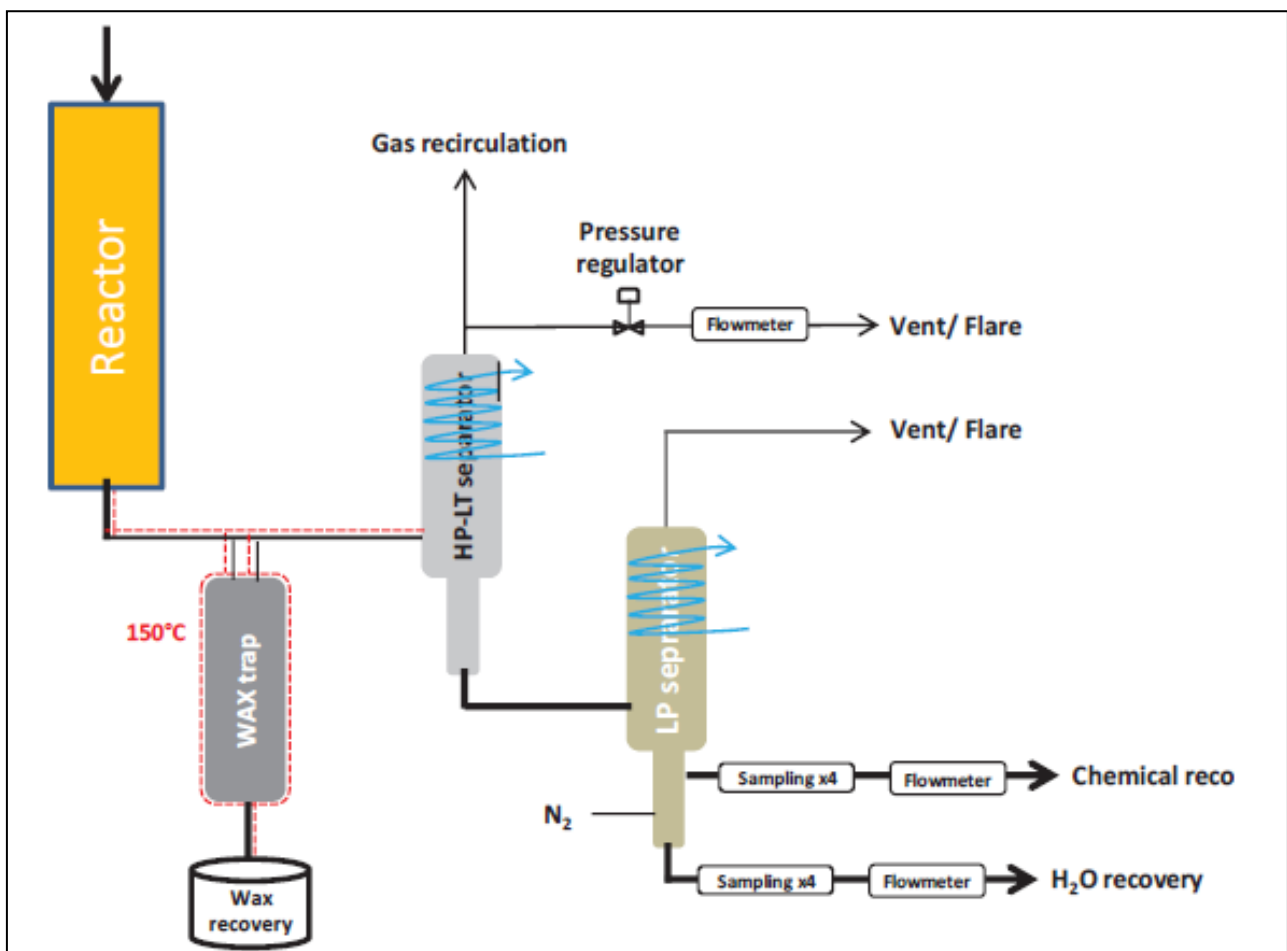 Reactor
Gas recirculation
Pressure
regulator
Flowmeter
Vent/ Flare
HP-LT separator
Vent/ Flare
150°C
WAX trap
LP seprarator
Sampling x4
Flowmeter
Chemical reco
N₂
Wax
recovery
Sampling x4
Flowmeter
H₂O recovery